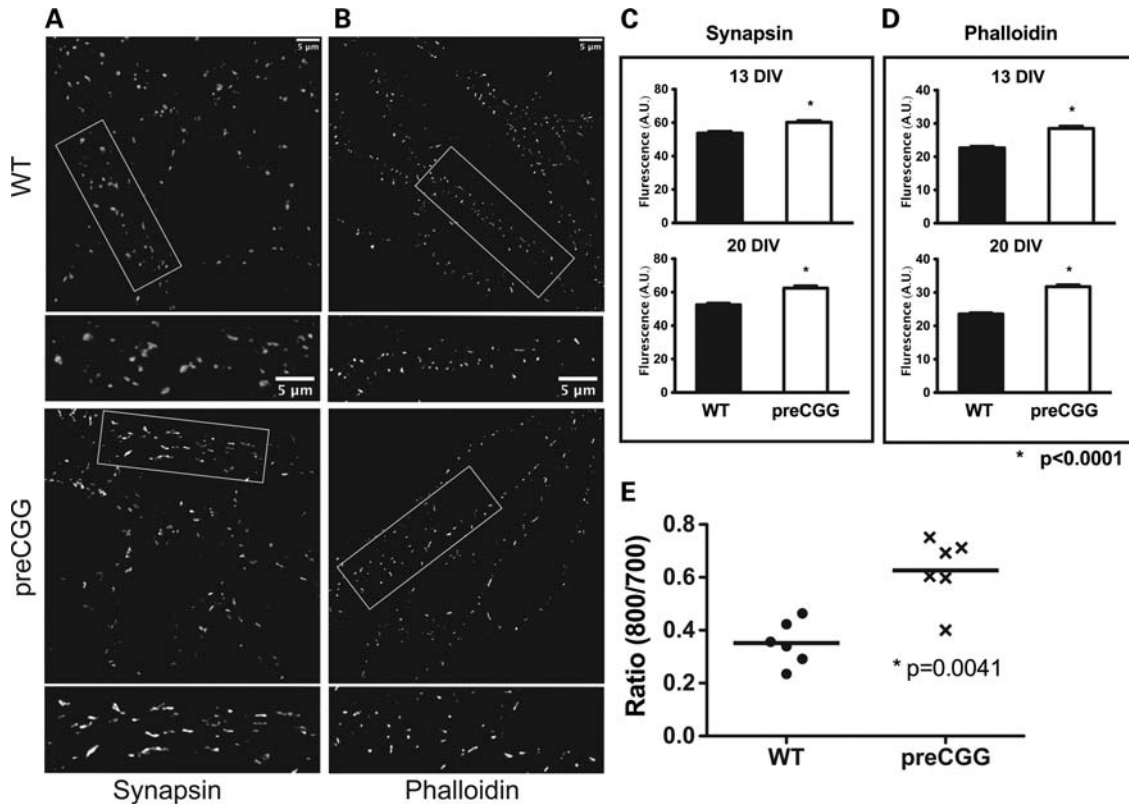 A
B
C
D
5 µm
5 µm
WT
5 µm
5 µm
preCGG
Synapsin
Phalloidin
Synapsin
Phalloidin
13 DIV
*
Flurescence (A.U.)
80
60
40
20
0
20 DIV
*
Flurescence (A.U.)
80
60
40
20
0
WT
preCGG
13 DIV
*
Flurescence (A.U.)
40
30
20
10
0
20 DIV
*
Flurescence (A.U.)
40
30
20
10
0
WT
preCGG
* p<0.0001
E
Ratio (800/700)
0.8
0.6
0.4
0.2
0.0
* p=0.0041
WT
preCGG